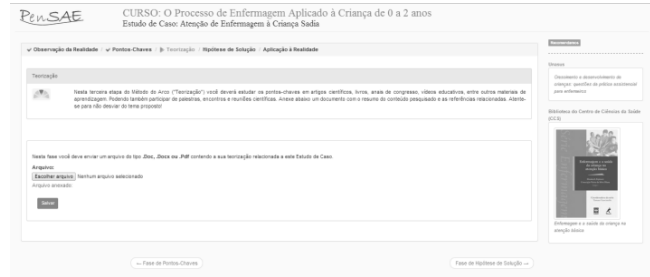 PenSAE
CURSO: O Processo de Enfermagem Aplicado à Criança de 0 a 2 anos
Estudo de Caso: Atenção de Enfermagem à Criança Sadia
Observação da Realidade Pontos-Chaves Teorização Hipótese de Solução Aplicação à Realidade
Teorização
Nesta terceira etapa do Método do Arco ("Teorização") você deverá estudar os pontos-chaves em artigos científicos, livros, anais de congresso, vídeos educativos, entre outros materiais de
aprendizagem. Podendo também participar de palestras, encontros e reuniões científicas. Anexe abaixo um documento com o resumo do conteúdo pesquisado e as referências relacionadas. Atente-
se para não desviar do tema proposto!
Nesta fase você deve enviar um arquivo do tipo .Doc, .Docx ou .Pdf contendo a sua teorização relacionada a este Estudo de Caso.
Arquivo:
Escolher arquivo Nenhum arquivo selecionado
Arquivo anexado:
Salvar
Fase de Pontos-Chaves
Fase de Hipótese de Solução
Crescimento e desenvolvimento de
crianças: questões de prática assistencial
para enfermeiros
Biblioteca do Centro de Ciências da Saúde
(CCS)
Enfermagem e a saúde da criança na
atenção básica